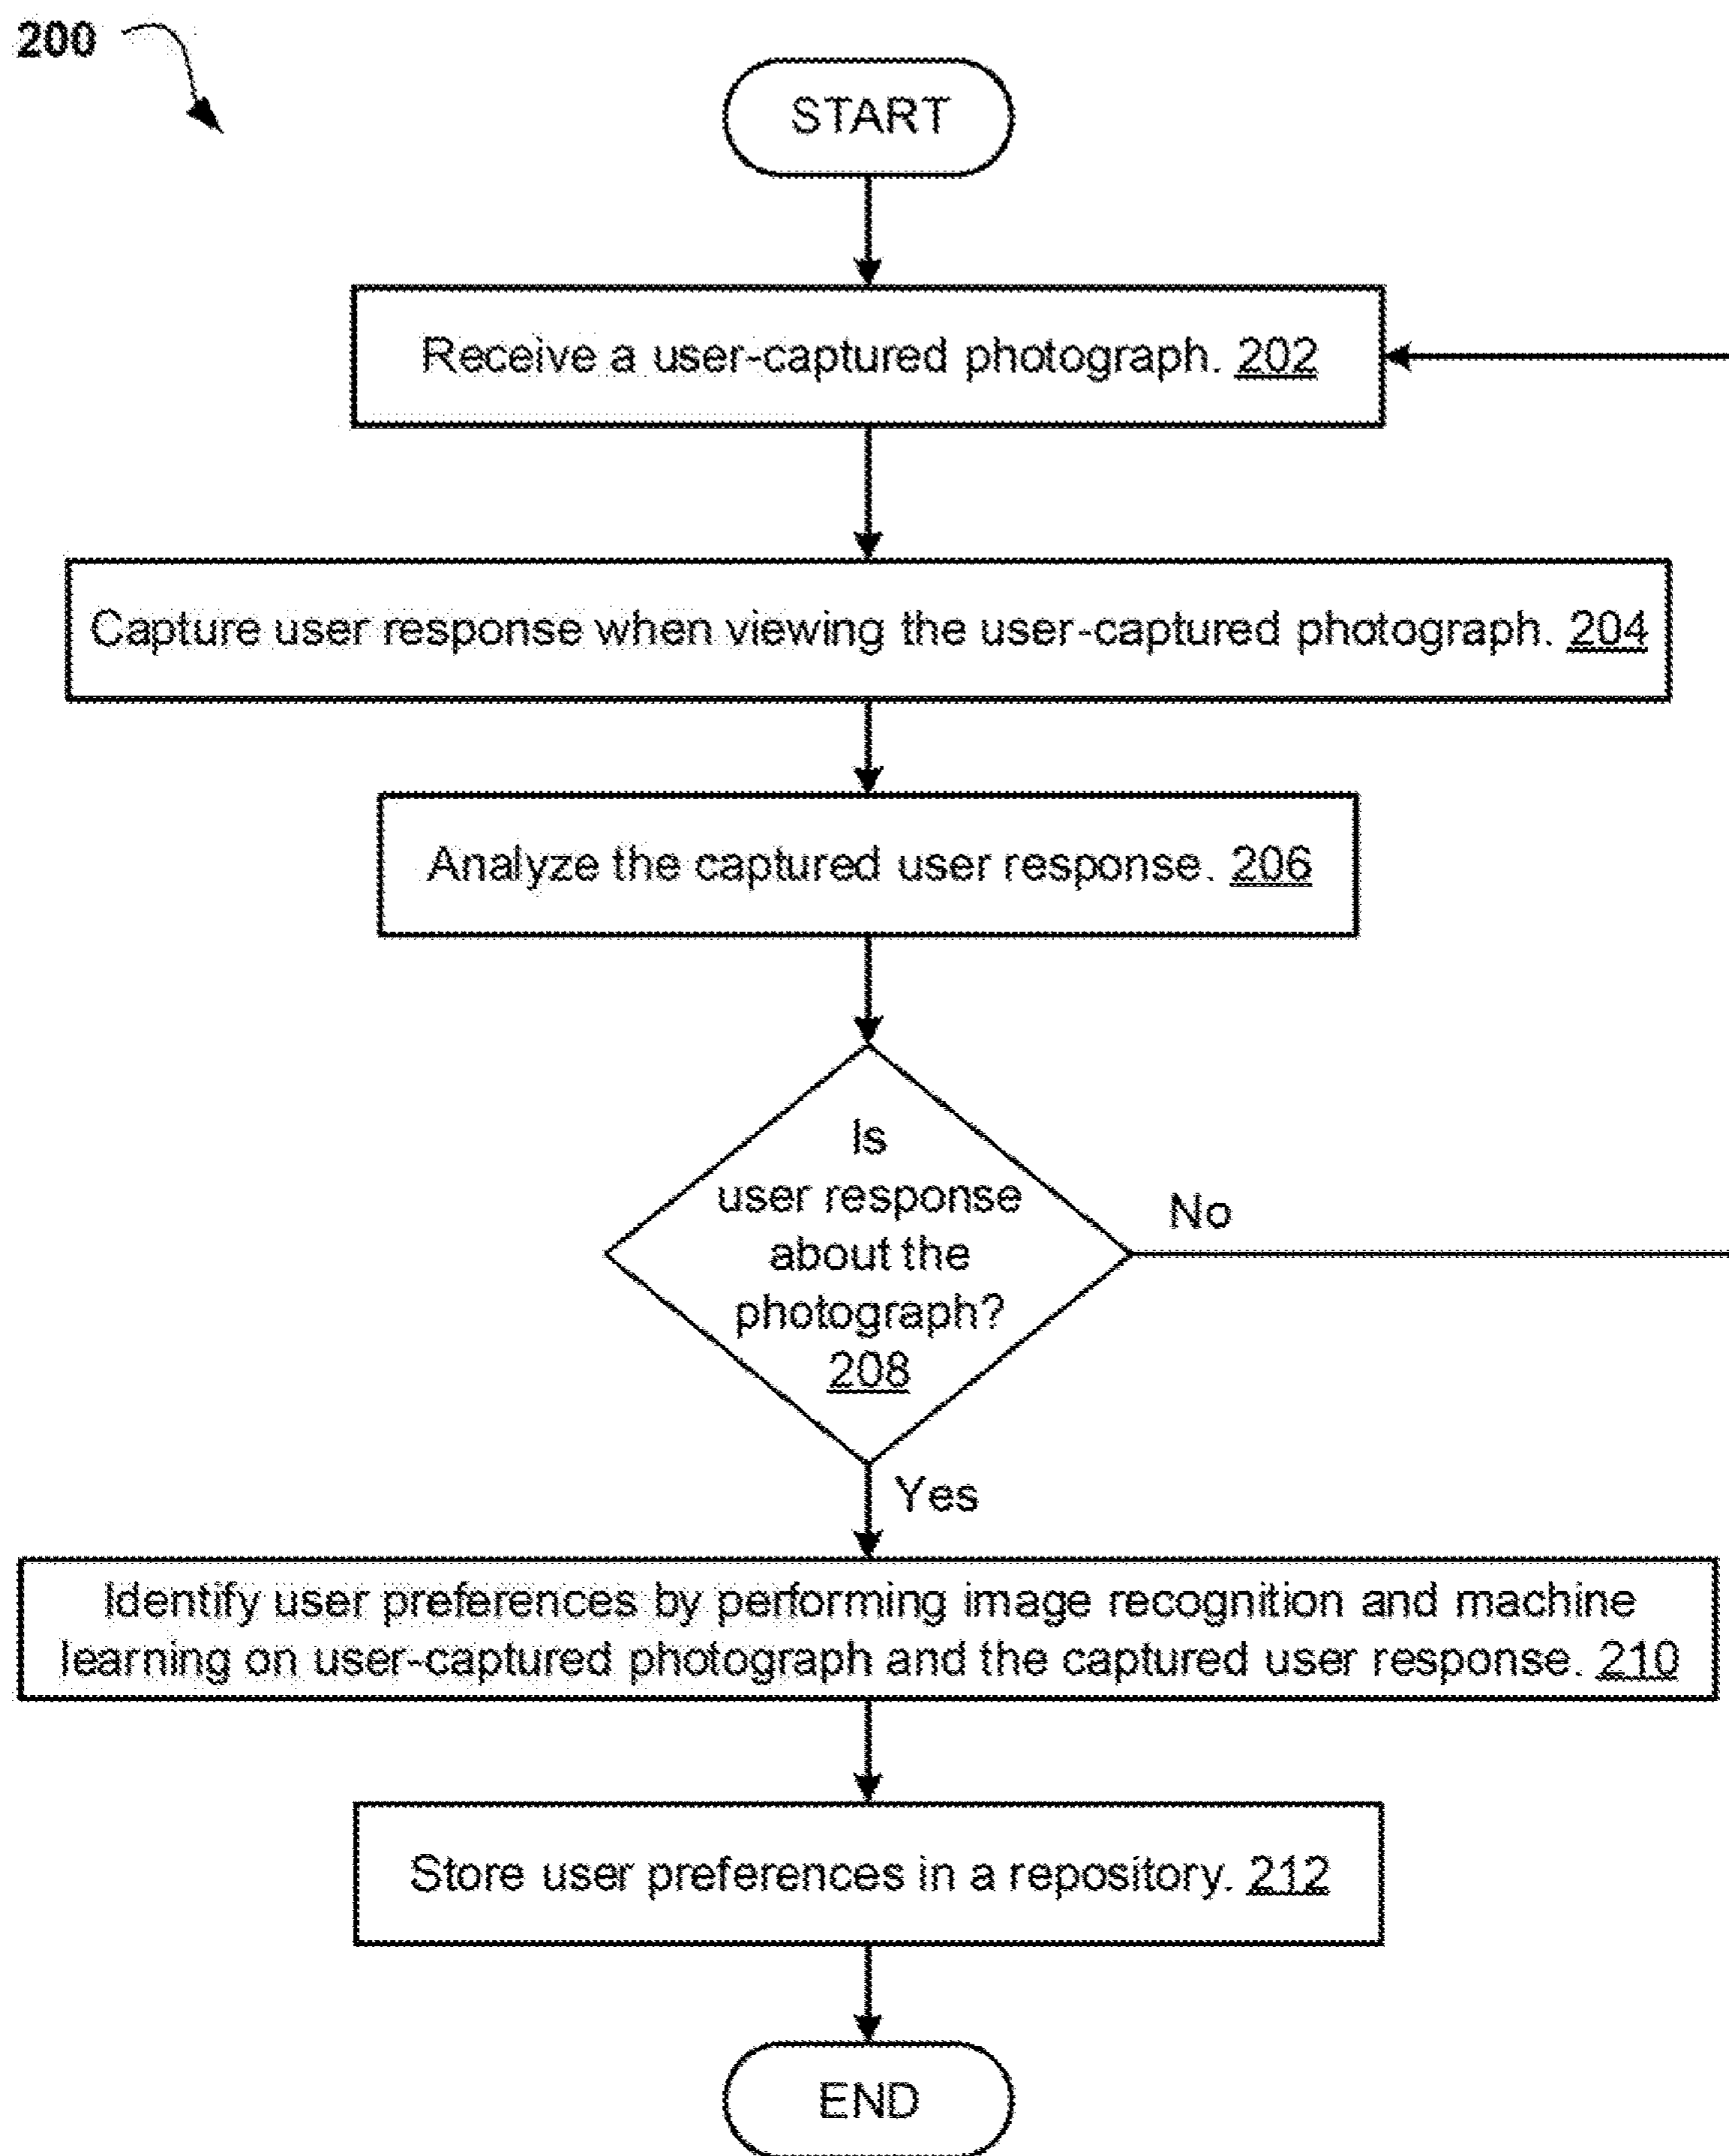 200
START
Receive a user-captured photograph. 202
Capture user response when viewing the user-captured photograph. 204
Analyze the captured user response. 206
Is
user response
about the
photograph?
208
No
Yes
Identify user preferences by performing image recognition and machine
learning on user-captured photograph and the captured user response. 210
Store user preferences in a repository. 212
END